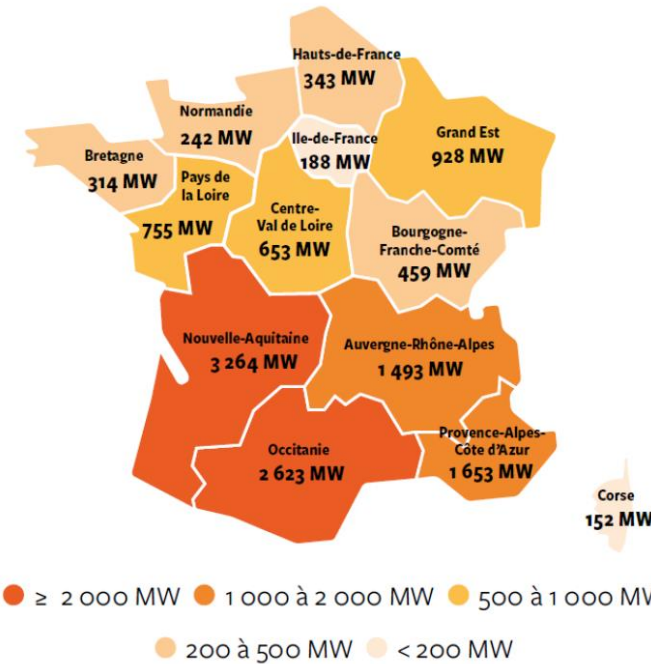 Hauts-de-France
343 MW
Normandie
242 MW
Ile-de-France
188 MW
Grand Est
928 MW
Bretagne
314 MW
Pays de
la Loire
755 MW
Centre-
Val de Loire
653 MW
Bourgogne-
Franche-Comté
459 MW
Nouvelle-Aquitaine
3 264 MW
Auvergne-Rhône-Alpes
1 493 MW
Occitanie
2 623 MW
Provence-Alpes-
Côte d'Azur
1 653 MW
Corse
152 MW
≥ 2 000 MW 1 000 à 2 000 MW 500 à 1 000 MW
200 à 500 MW < 200 MW